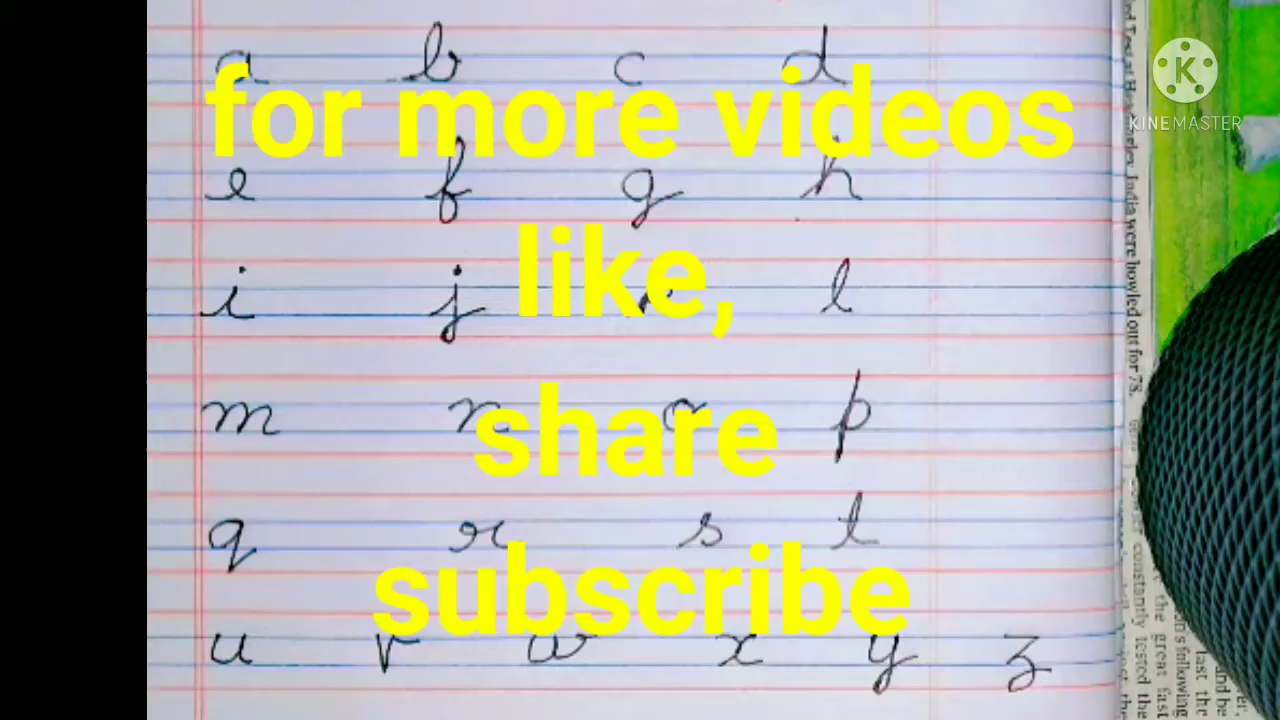 a b c d
for more videos
KINEMASTER
e f g h
like,
i j l
m n o p
share
q r s t
subscribe
u v w x y z
India were bowled out for 78.
constantly tested the
the great fast